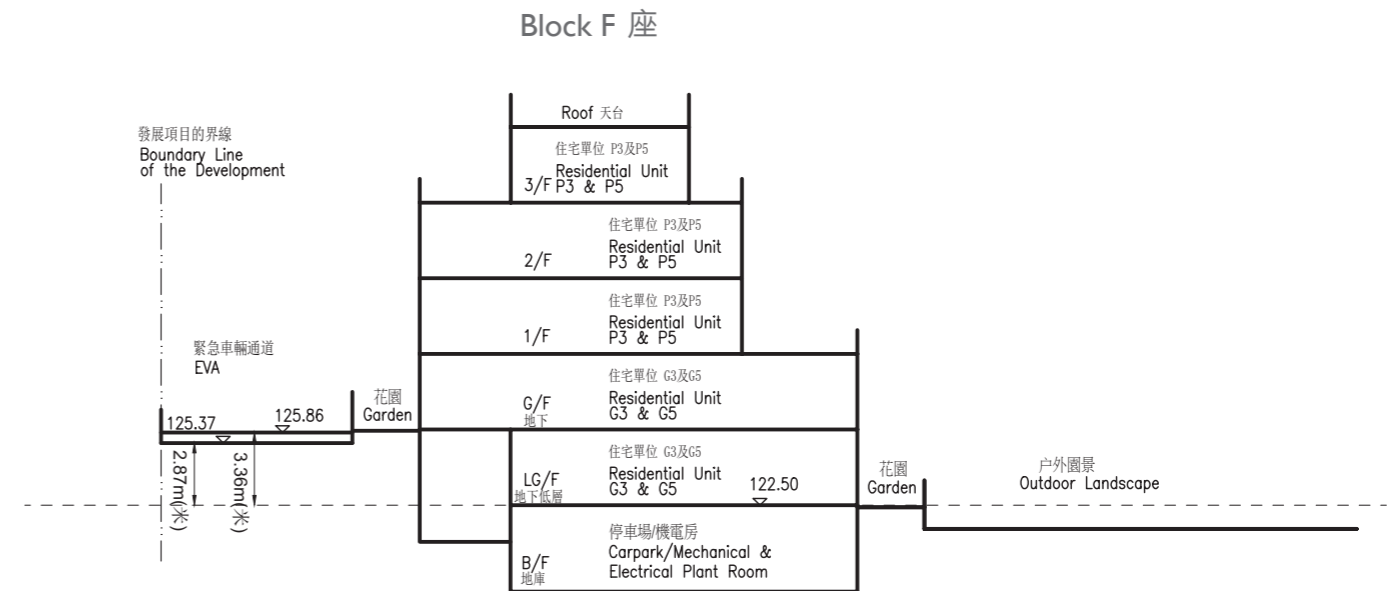 Block F 座
Roof 天台
發展項目的界線
Boundary Line
of the Development
住宅單位 P3及P5
Residential Unit
3/F P3 & P5
住宅單位 P3及P5
Residential Unit
2/F P3 & P5
住宅單位 P3及P5
Residential Unit
1/F P3 & P5
緊急車輛通道
EVA
住宅單位 G3及G5
Residential Unit
G/F G3 & G5
地下
花園
Garden
125.37
125.86
2.87m(米)
3.36m(米)
住宅單位 G3及G5
Residential Unit
LG/F G3 & G5
地下低層
122.50
花園
Garden
户外園景
Outdoor Landscape
停車場/機電房
Carpark/Mechanical &
Electrical Plant Room
B/F
地庫